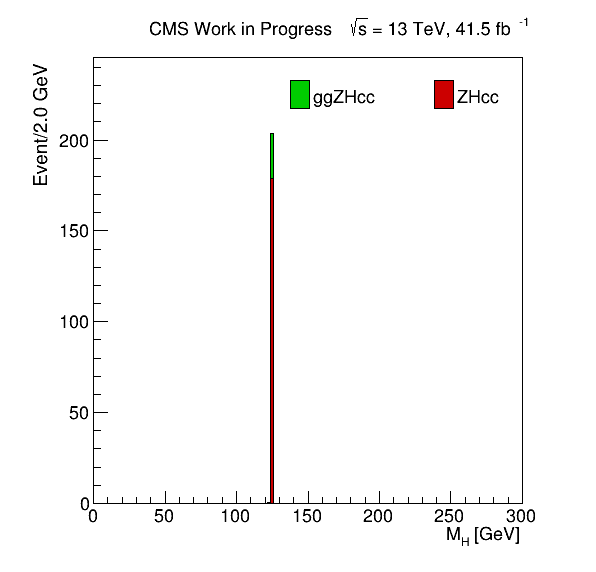 CMS Work in Progress √s = 13 TeV, 41.5 fb⁻¹
Event/2.0 GeV
ggZHcc ZHcc
200
150
100
50
0
0 50 100 150 200 250 300
M_H [GeV]